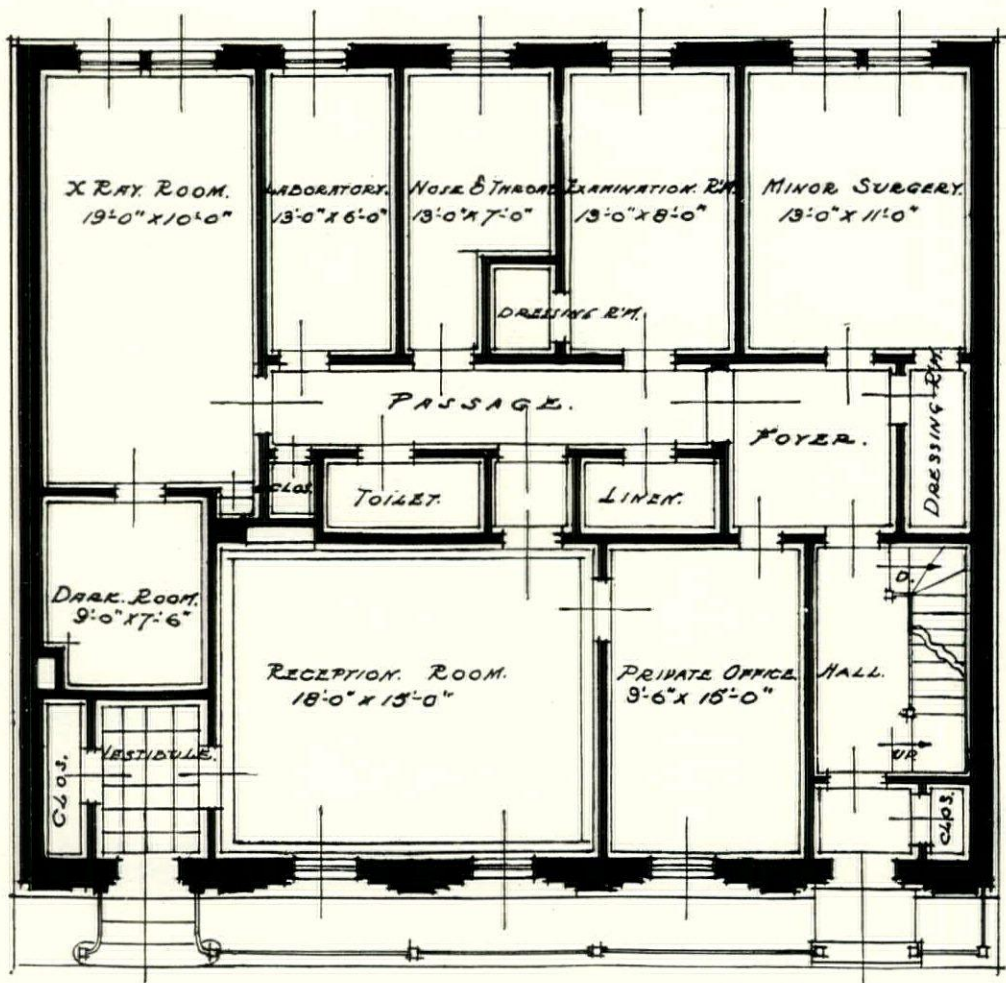 X RAY. ROOM.
19'-0" X 10'-0"
LABORATORY.
13'-0" X 6'-0"
NOSE & THROAT
13'-0" X 7'-0"
EXAMINATION. R'M.
13'-0" X 8'-0"
MINOR SURGERY.
13'-0" X 11'-0"
DRESSING R'M.
PASSAGE.
FOYER.
DRESSING R'M.
CLOS.
TOILET.
LINEN.
DARK. ROOM.
9'-0" X 7'-6"
RECEPTION. ROOM.
18'-0" X 15'-0"
PRIVATE OFFICE
9'-6" X 15'-0"
HALL.
D.
UP
VESTIBULE.
CLOS.
CLOS.